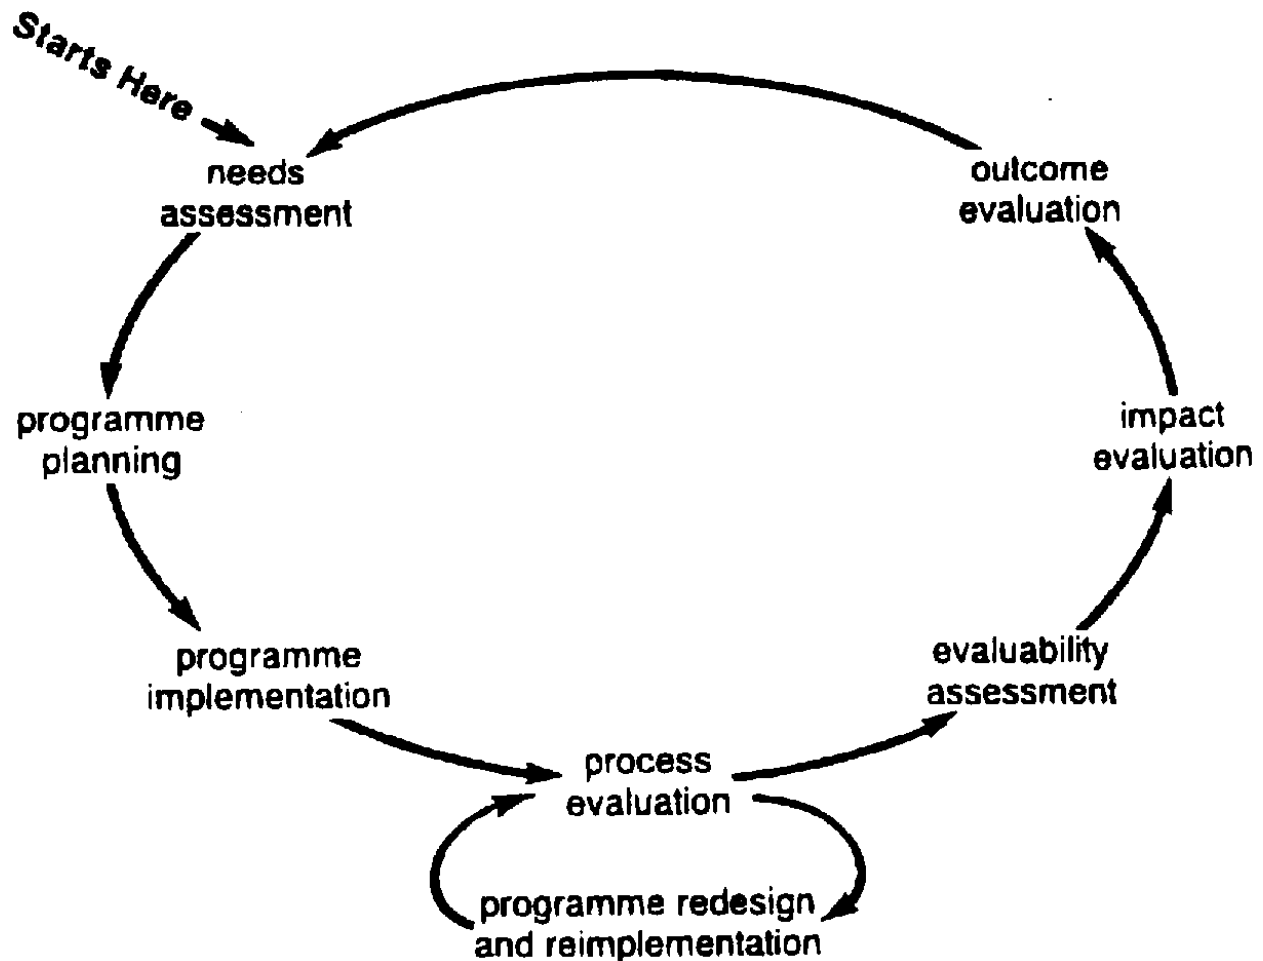 Starts Here
needs
assessment
programme
planning
programme
implementation
process
evaluation
programme redesign
and reimplementation
evaluability
assessment
impact
evaluation
outcome
evaluation